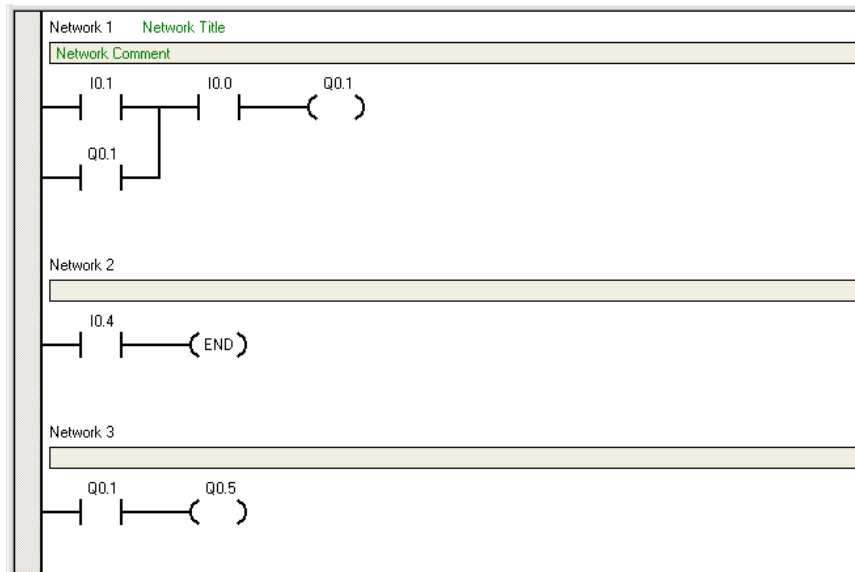 Network 1 Network Title
Network Comment
I0.1 I0.0 Q0.1
Q0.1
Network 2
I0.4
END
Network 3
Q0.1 Q0.5